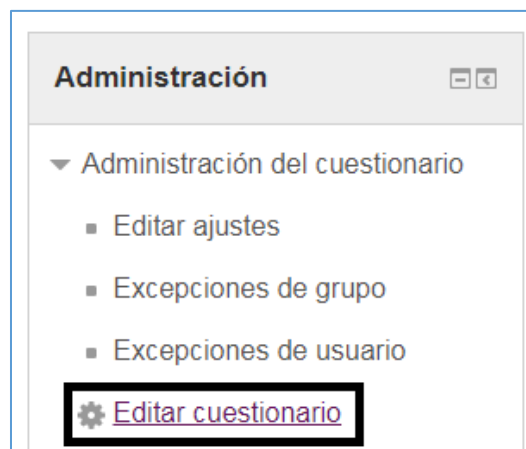 Administración
Administración del cuestionario
Editar ajustes
Excepciones de grupo
Excepciones de usuario
Editar cuestionario